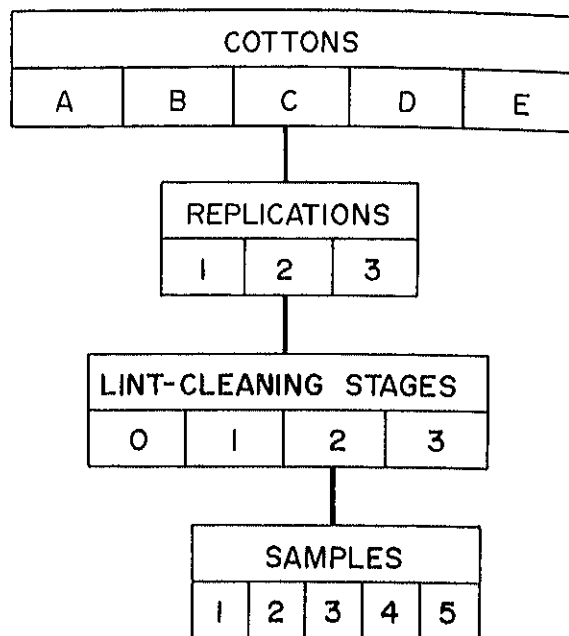 COTTONS
A B C D E
REPLICATIONS
1 2 3
LINT-CLEANING STAGES
0 1 2 3
SAMPLES
1 2 3 4 5